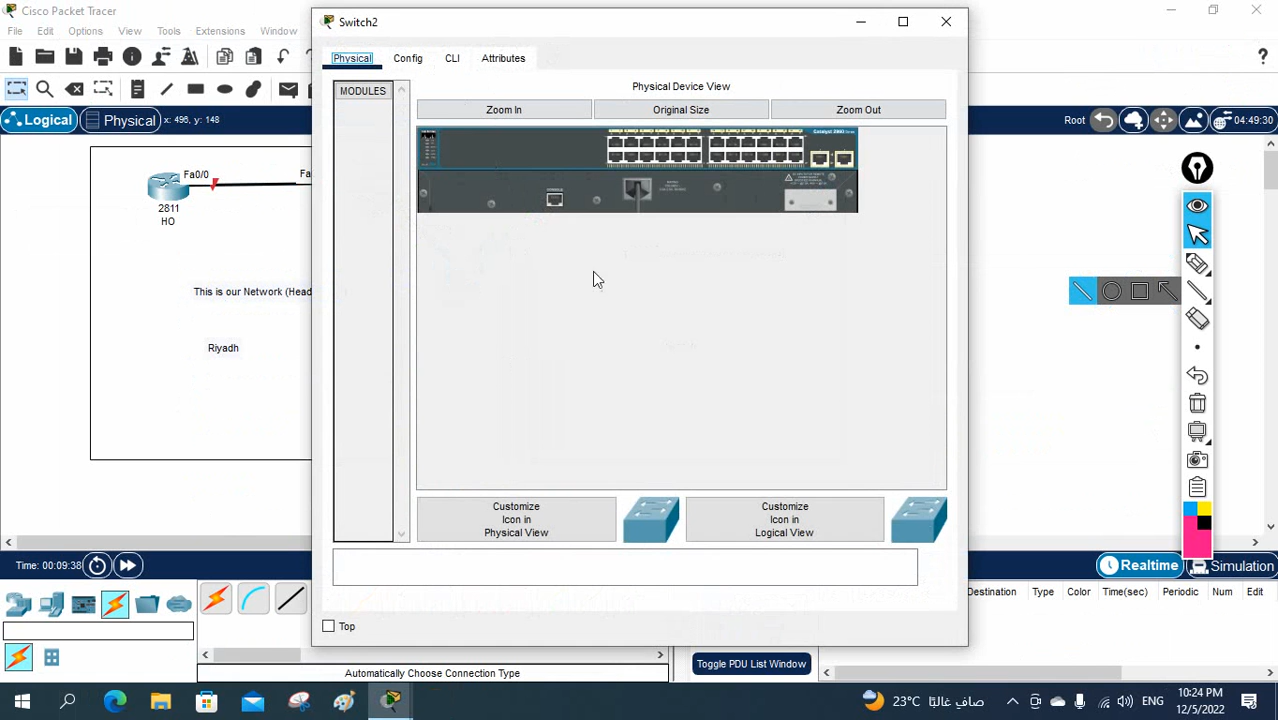 Cisco Packet Tracer
Switch2
File Edit Options View Tools Extensions Window
Physical Config CLI Attributes
MODULES
Physical Device View
Zoom In Original Size Zoom Out
Logical Physical x: 496, y: 148
Root 04:49:30
Fa0/0
Fa
2811
HO
This is our Network (Head
Riyadh
Customize
Icon in
Physical View
Customize
Icon in
Logical View
Time: 00:09:38
Realtime Simulation
Destination Type Color Time(sec) Periodic Num Edit
Top
Toggle PDU List Window
Automatically Choose Connection Type
23°C صافٍ غالبًا
ENG
10:24 PM
12/5/2022